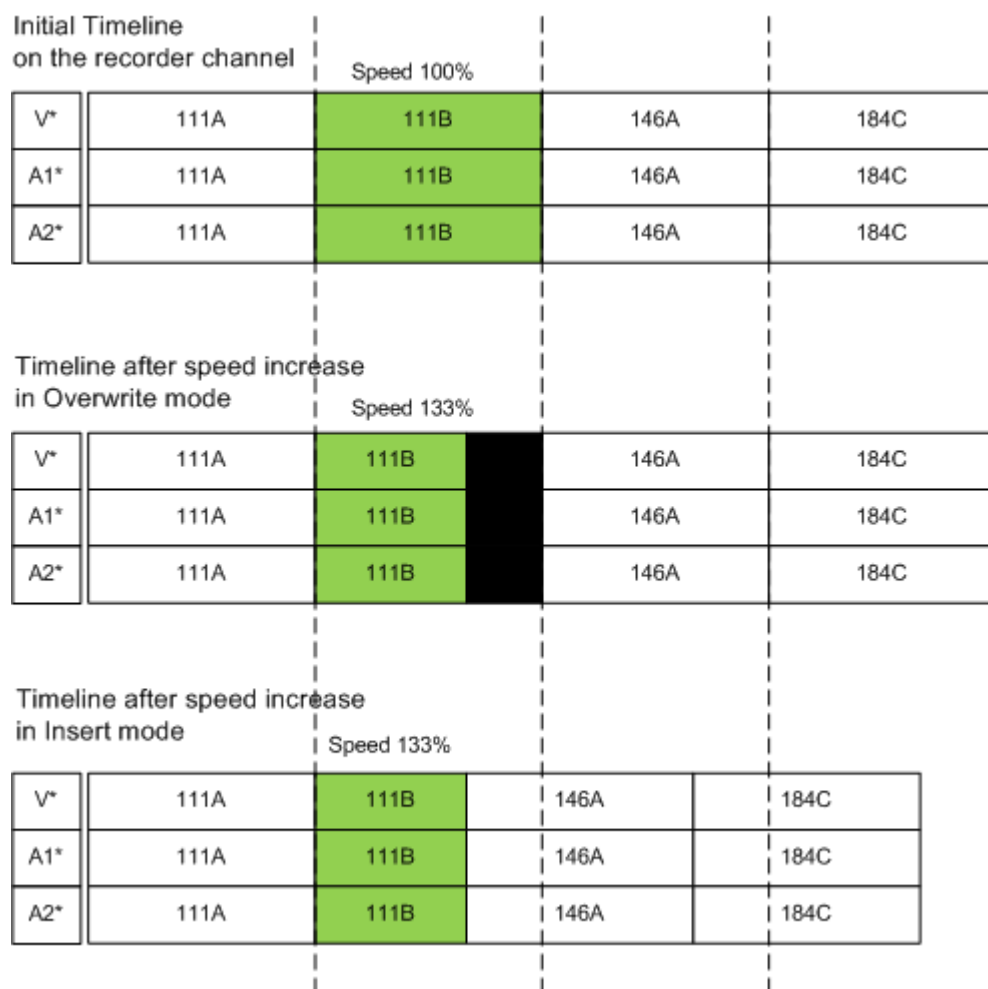 Initial Timeline
on the recorder channel
Speed 100%
V* 111A 111B 146A 184C
A1* 111A 111B 146A 184C
A2* 111A 111B 146A 184C
Timeline after speed increase
in Overwrite mode
Speed 133%
V* 111A 111B 146A 184C
A1* 111A 111B 146A 184C
A2* 111A 111B 146A 184C
Timeline after speed increase
in Insert mode
Speed 133%
V* 111A 111B 146A 184C
A1* 111A 111B 146A 184C
A2* 111A 111B 146A 184C